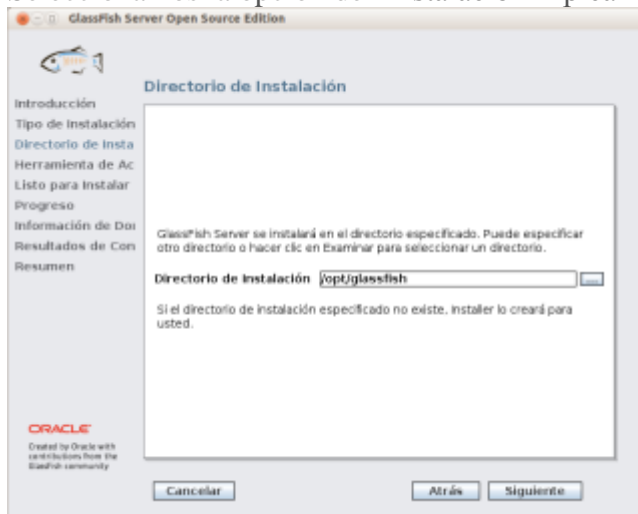 GlassFish Server Open Source Edition
Directorio de Instalación
Introducción
Tipo de Instalación
Directorio de Insta
Herramienta de Ac
Listo para Instalar
Progreso
Información de Doi
Resultados de Con
Resumen
GlassFish Server se instalará en el directorio especificado. Puede especificar
otro directorio o hacer clic en Examinar para seleccionar un directorio.
Directorio de Instalación /opt/glassfish ...
Si el directorio de instalación especificado no existe. Installer lo creará para
usted.
ORACLE
Created by Oracle with
contributions from the
GlassFish community
Cancelar
Atrás
Siguiente